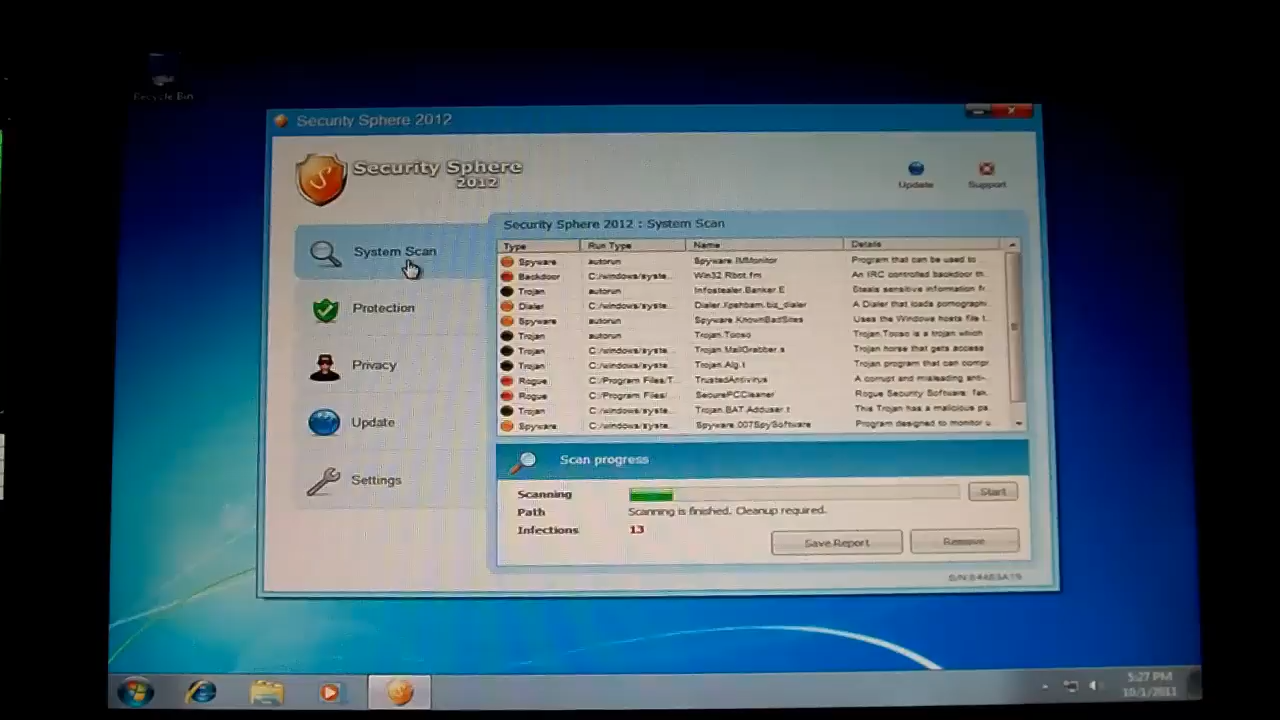 Recycle Bin
Security Sphere 2012
Security Sphere
2012
Update
Support
System Scan
Protection
Privacy
Update
Settings
Security Sphere 2012 : System Scan
Type Run Type Name Details
Spyware autorun Spyware.IMMonitor Program that can be used to
Backdoor C:/windows/syste... Win32.Rbot.fm An IRC controlled backdoor th.
Trojan autorun Infostealer.Banker.E Steals sensitive information fr.
Dialer C:/windows/syste... Dialer.Xpehbam.biz_dialer A Dialer that loads pornographi.
Spyware autorun Spyware.KnownBadSites Uses the Windows hosts file t.
Trojan autorun Trojan.Tooso Trojan.Tooso is a trojan which
Trojan C:/windows/syste... Trojan.MailGrabber.s Trojan horse that gets access
Trojan C:/windows/syste... Trojan.Alg.t Trojan program that can compr
Rogue C:/Program Files/T... TrustedAntivirus A corrupt and misleading anti-.
Rogue C:/Program Files/... SecurePCCleaner Rogue Security Software: fak.
Trojan C:/windows/syste... Trojan.BAT.Adduser.t This Trojan has a malicious pa.
Spyware C:/windows/syste... Spyware.007SpySoftware Program designed to monitor u.
Scan progress
Scanning
Start
Path Scanning is finished. Cleanup required.
Infections 13
Save Report
Remove
5:27 PM
10/1/2011